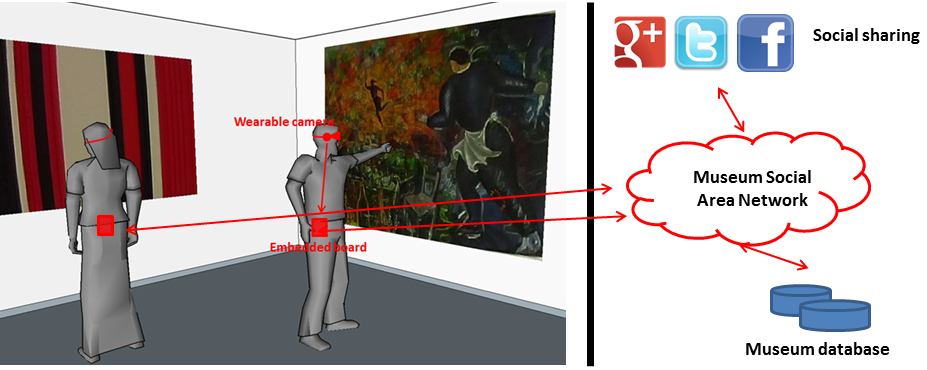 Wearable camera
Embedded board
g+
t
f
Social sharing
Museum Social
Area Network
Museum database